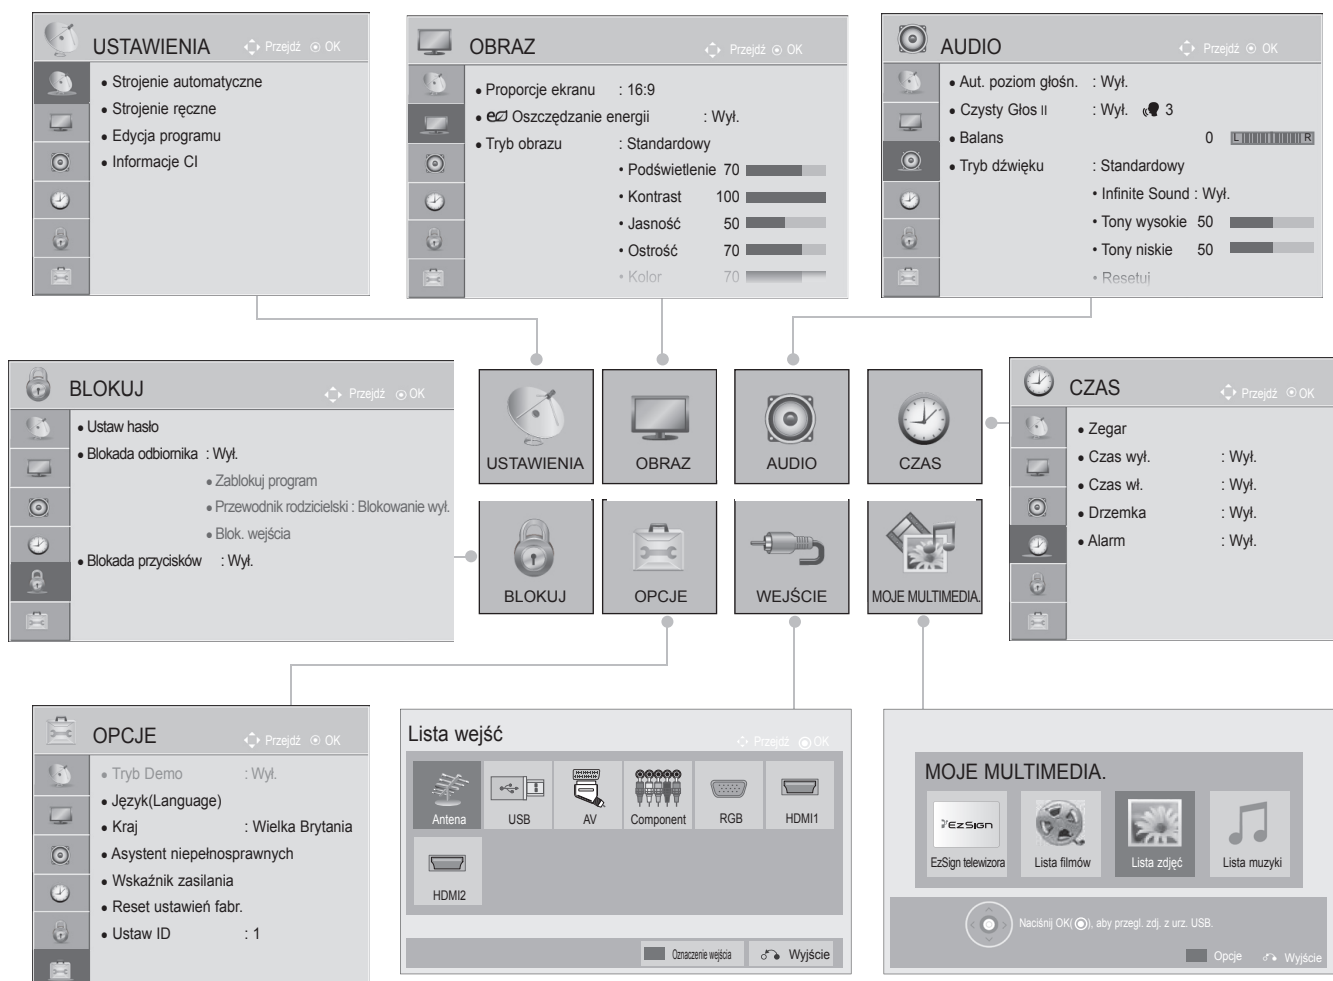 USTAWIENIA Przejdź OK
• Strojenie automatyczne
• Strojenie ręczne
• Edycja programu
• Informacje CI
OBRAZ Przejdź OK
• Proporcje ekranu : 16:9
• Oszczędzanie energii : Wył.
• Tryb obrazu : Standardowy
• Podświetlenie 70
• Kontrast 100
• Jasność 50
• Ostrość 70
• Kolor 70
AUDIO Przejdź OK
• Aut. poziom głośn. : Wył.
• Czysty Głos II : Wył. 3
• Balans 0 L R
• Tryb dźwięku : Standardowy
• Infinite Sound : Wył.
• Tony wysokie 50
• Tony niskie 50
• Resetuj
BLOKUJ Przejdź OK
• Ustaw hasło
• Blokada odbiornika : Wył.
• Zablokuj program
• Przewodnik rodzicielski : Blokowanie wył.
• Blok. wejścia
• Blokada przycisków : Wył.
USTAWIENIA
OBRAZ
AUDIO
CZAS
BLOKUJ
OPCJE
WEJŚCIE
MOJE MULTIMEDIA.
CZAS Przejdź OK
• Zegar
• Czas wył. : Wył.
• Czas wł. : Wył.
• Drzemka : Wył.
• Alarm : Wył.
OPCJE Przejdź OK
• Tryb Demo : Wył.
• Język(Language)
• Kraj : Wielka Brytania
• Asystent niepełnosprawnych
• Wskaźnik zasilania
• Reset ustawień fabr.
• Ustaw ID : 1
Lista wejść Przejdź OK
Antena
USB
AV
Component
RGB
HDMI1
HDMI2
Oznaczenie wejścia Wyjście
MOJE MULTIMEDIA.
EzSign
EzSign telewizora
Lista filmów
Lista zdjęć
Lista muzyki
Naciśnij OK(◉), aby przegl. zdj. z urz. USB.
Opcje Wyjście